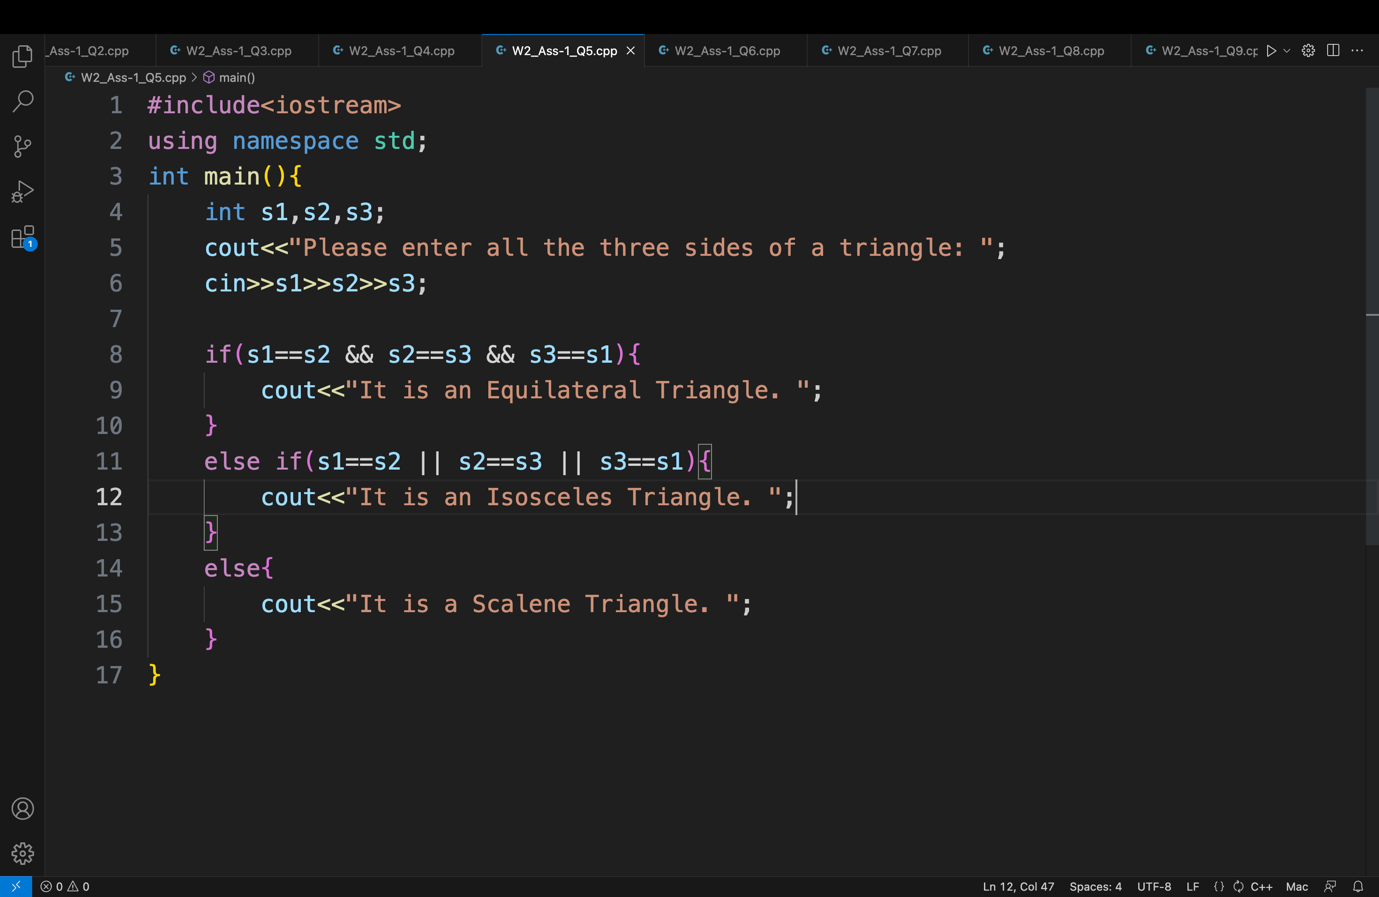 _Ass-1_Q2.cpp W2_Ass-1_Q3.cpp W2_Ass-1_Q4.cpp W2_Ass-1_Q5.cpp W2_Ass-1_Q6.cpp W2_Ass-1_Q7.cpp W2_Ass-1_Q8.cpp W2_Ass-1_Q9.cp
W2_Ass-1_Q5.cpp > main()
1 #include<iostream>
2 using namespace std;
3 int main(){
4     int s1,s2,s3;
5     cout<<"Please enter all the three sides of a triangle: ";
6     cin>>s1>>s2>>s3;
7
8     if(s1==s2 && s2==s3 && s3==s1){
9         cout<<"It is an Equilateral Triangle. ";
10     }
11     else if(s1==s2 || s2==s3 || s3==s1){
12         cout<<"It is an Isosceles Triangle. ";
13     }
14     else{
15         cout<<"It is a Scalene Triangle. ";
16     }
17 }
1
0 0 Ln 12, Col 47 Spaces: 4 UTF-8 LF {} C++ Mac